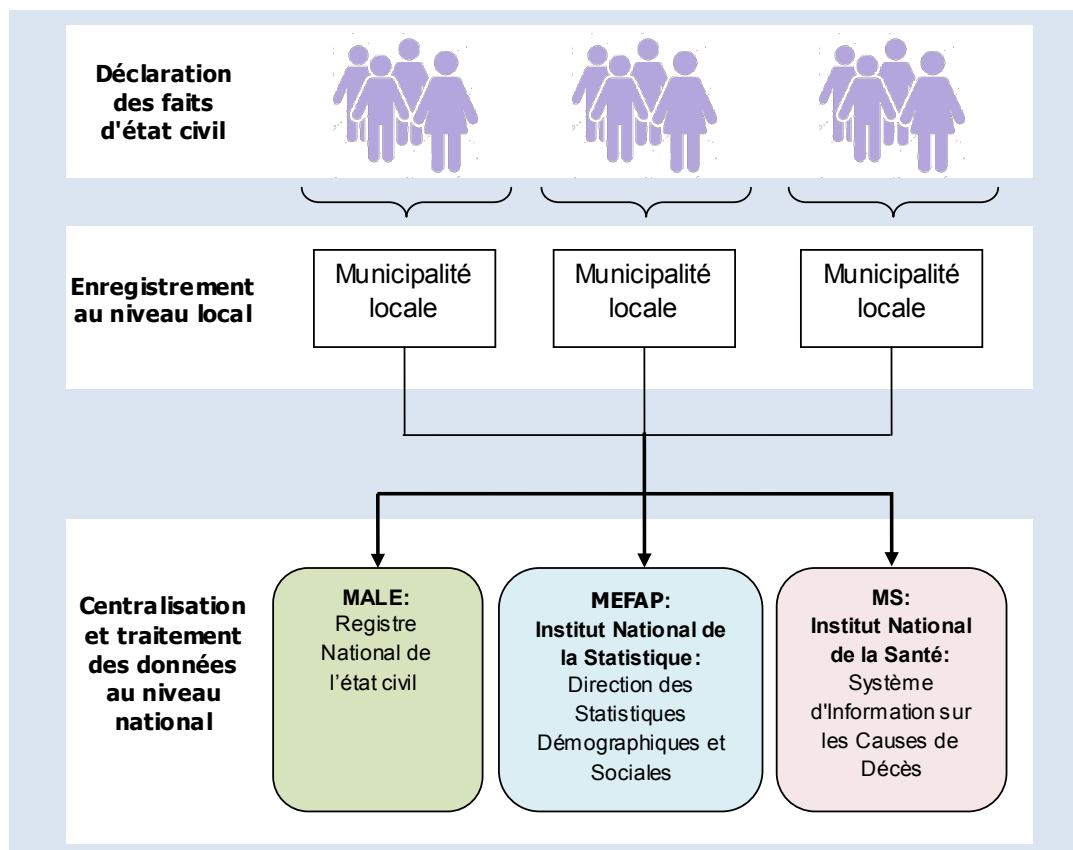 Déclaration
des faits
d'état civil
Enregistrement
au niveau local
Municipalité
locale
Municipalité
locale
Municipalité
locale
Centralisation
et traitement
des données
au niveau
national
MALE:
Registre
National de
l’état civil
MEFAP:
Institut National de
la Statistique:
Direction des
Statistiques
Démographiques et
Sociales
MS:
Institut National
de la Santé:
Système
d'Information sur
les Causes de
Décès